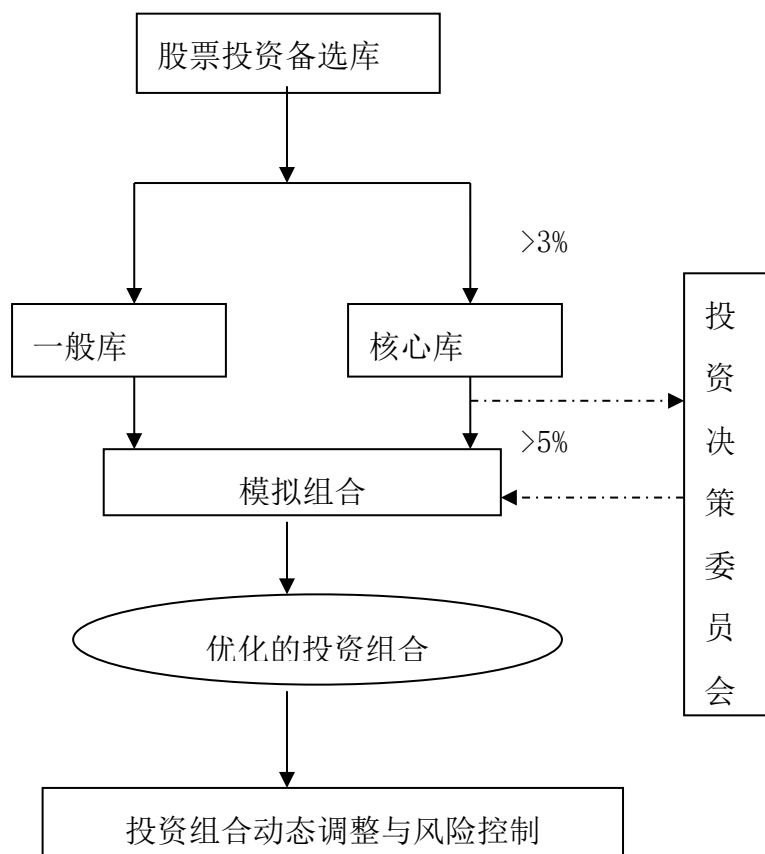 股票投资备选库
>3%
一般库
核心库
投资决策委员会
>5%
模拟组合
优化的投资组合
投资组合动态调整与风险控制